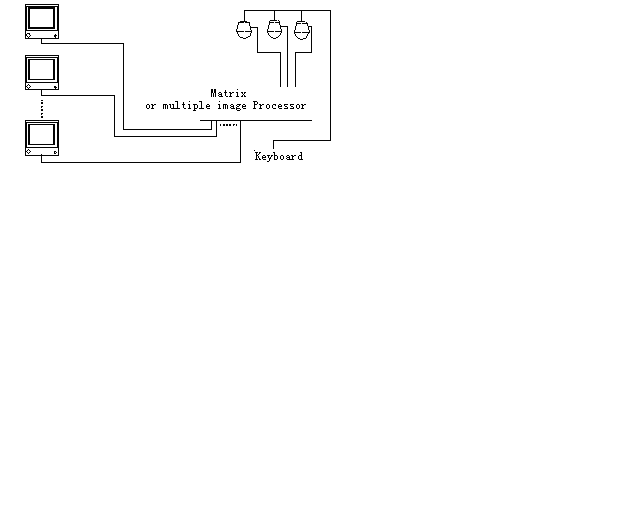 Matrix
or multiple image Processor
Keyboard